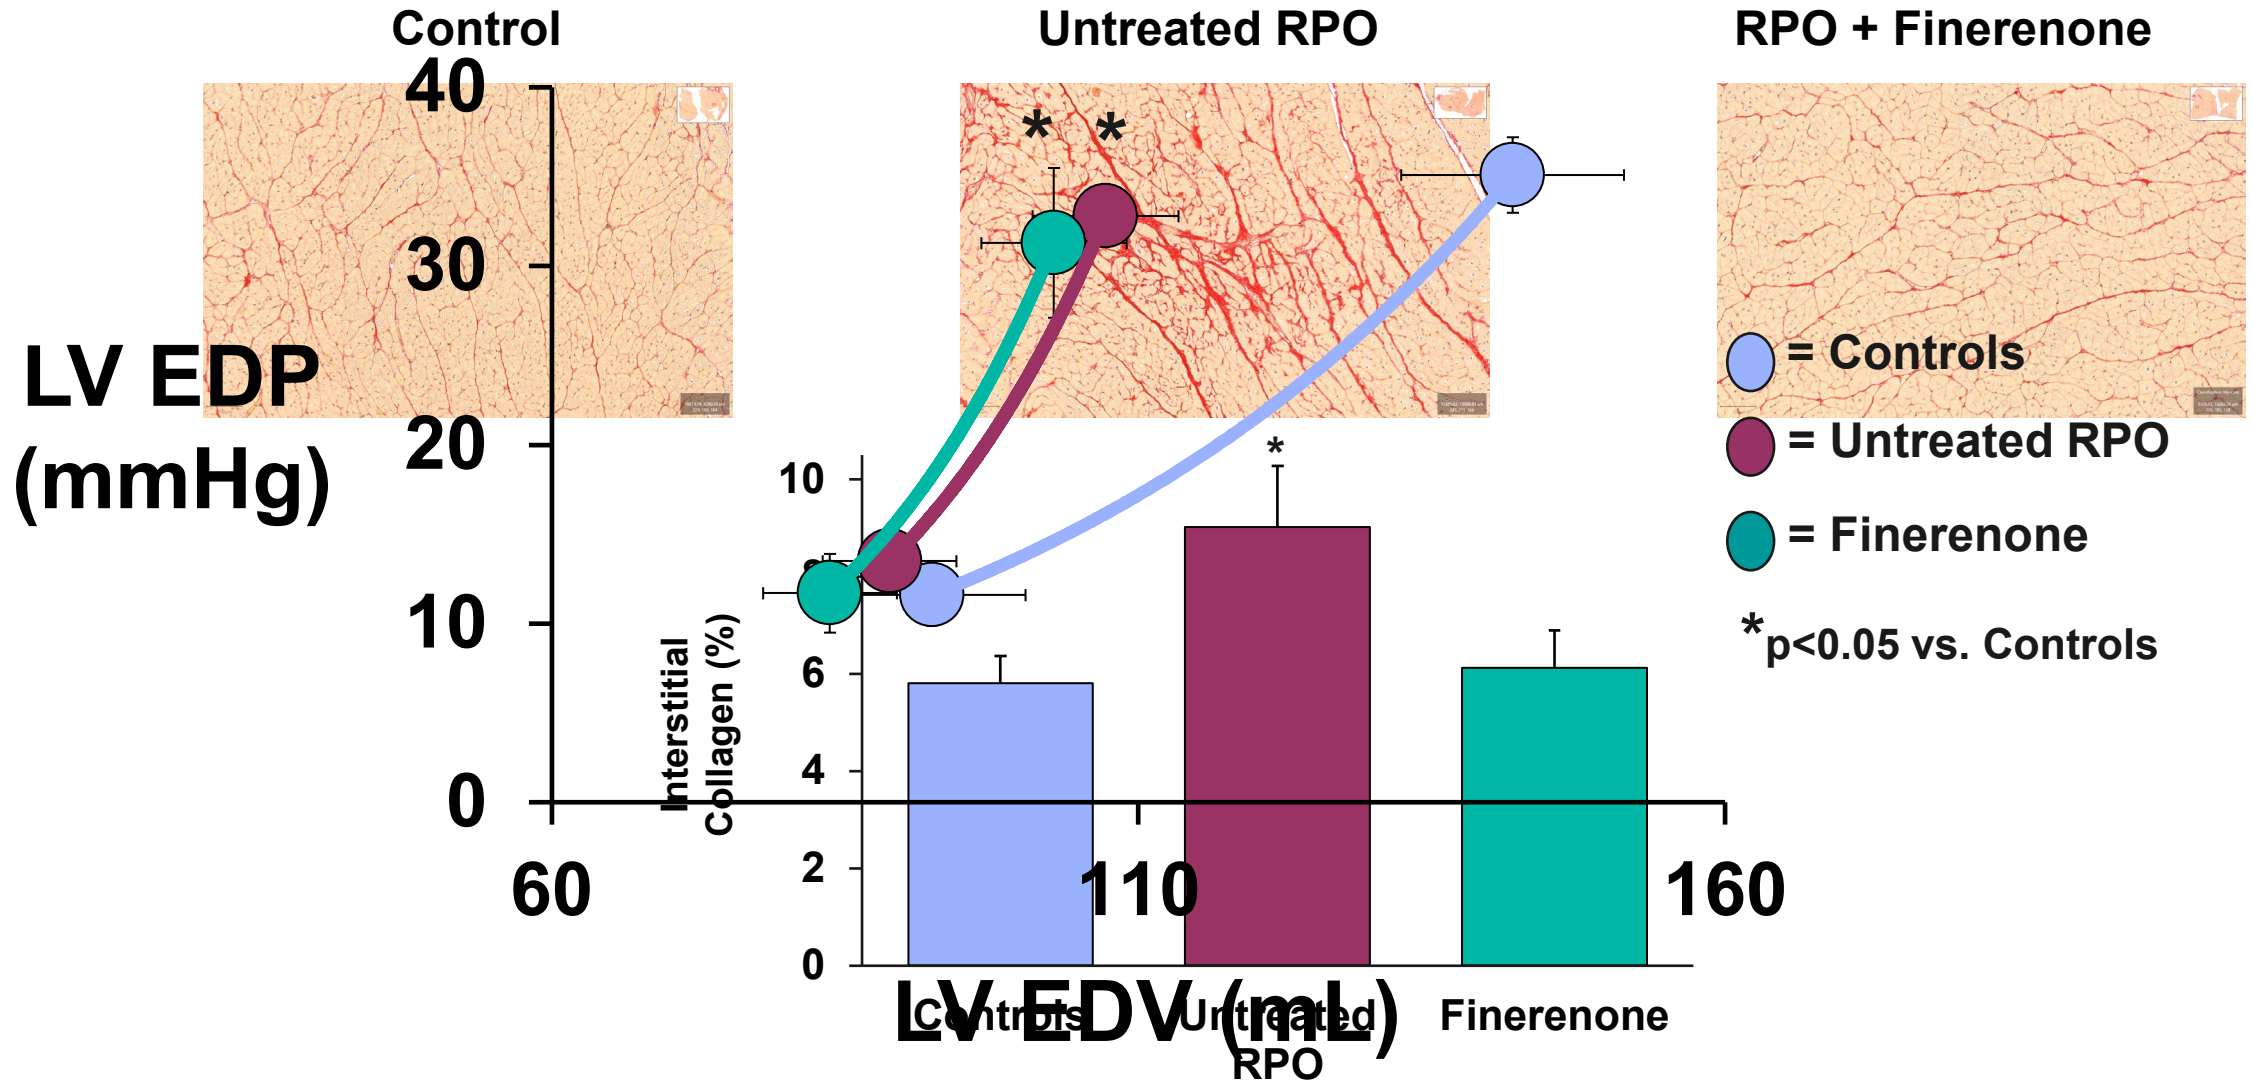 Control
Untreated RPO
RPO + Finerenone
40
30
20
10
0
LV EDP
(mmHg)
60
110
160
LV EDV (mL)
* *
= Controls
= Untreated RPO
= Finerenone
*p<0.05 vs. Controls
Interstitial
Collagen (%)
10
6
4
2
0
*
Controls
Untreated
RPO
Finerenone